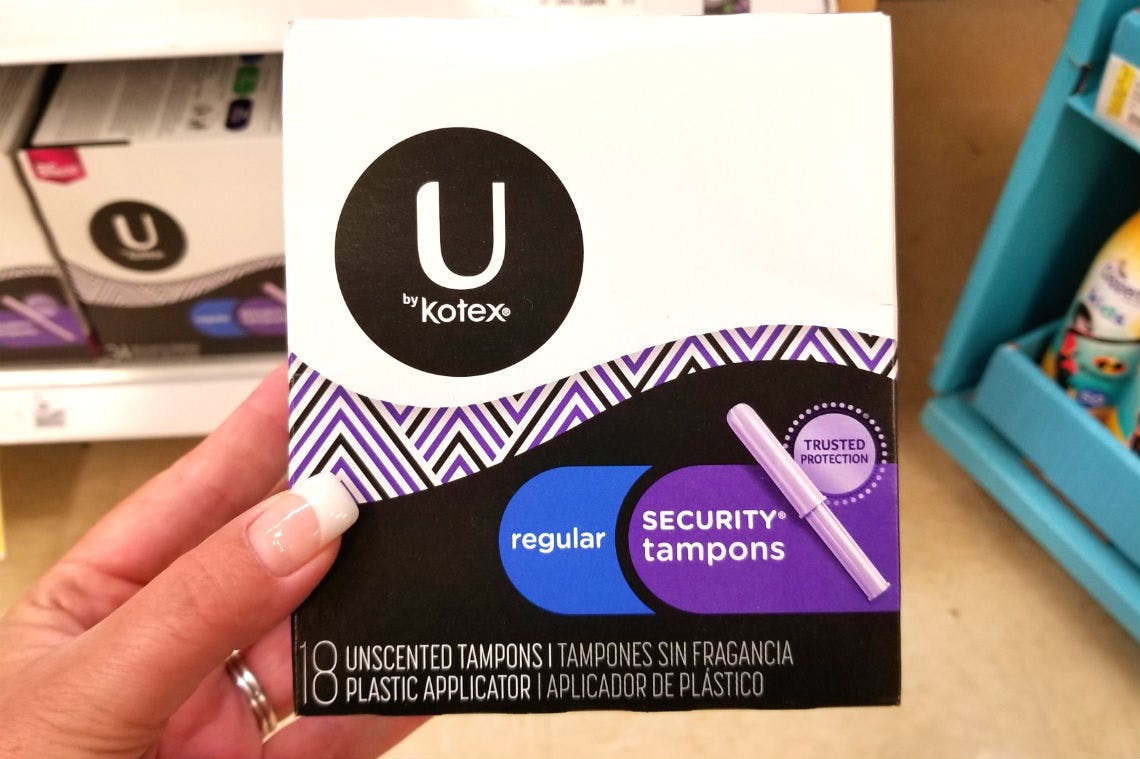 U
by Kotex®
TRUSTED
PROTECTION
regular
SECURITY®
tampons
18 UNSCENTED TAMPONS | TAMPONES SIN FRAGANCIA
PLASTIC APPLICATOR | APLICADOR DE PLÁSTICO
U